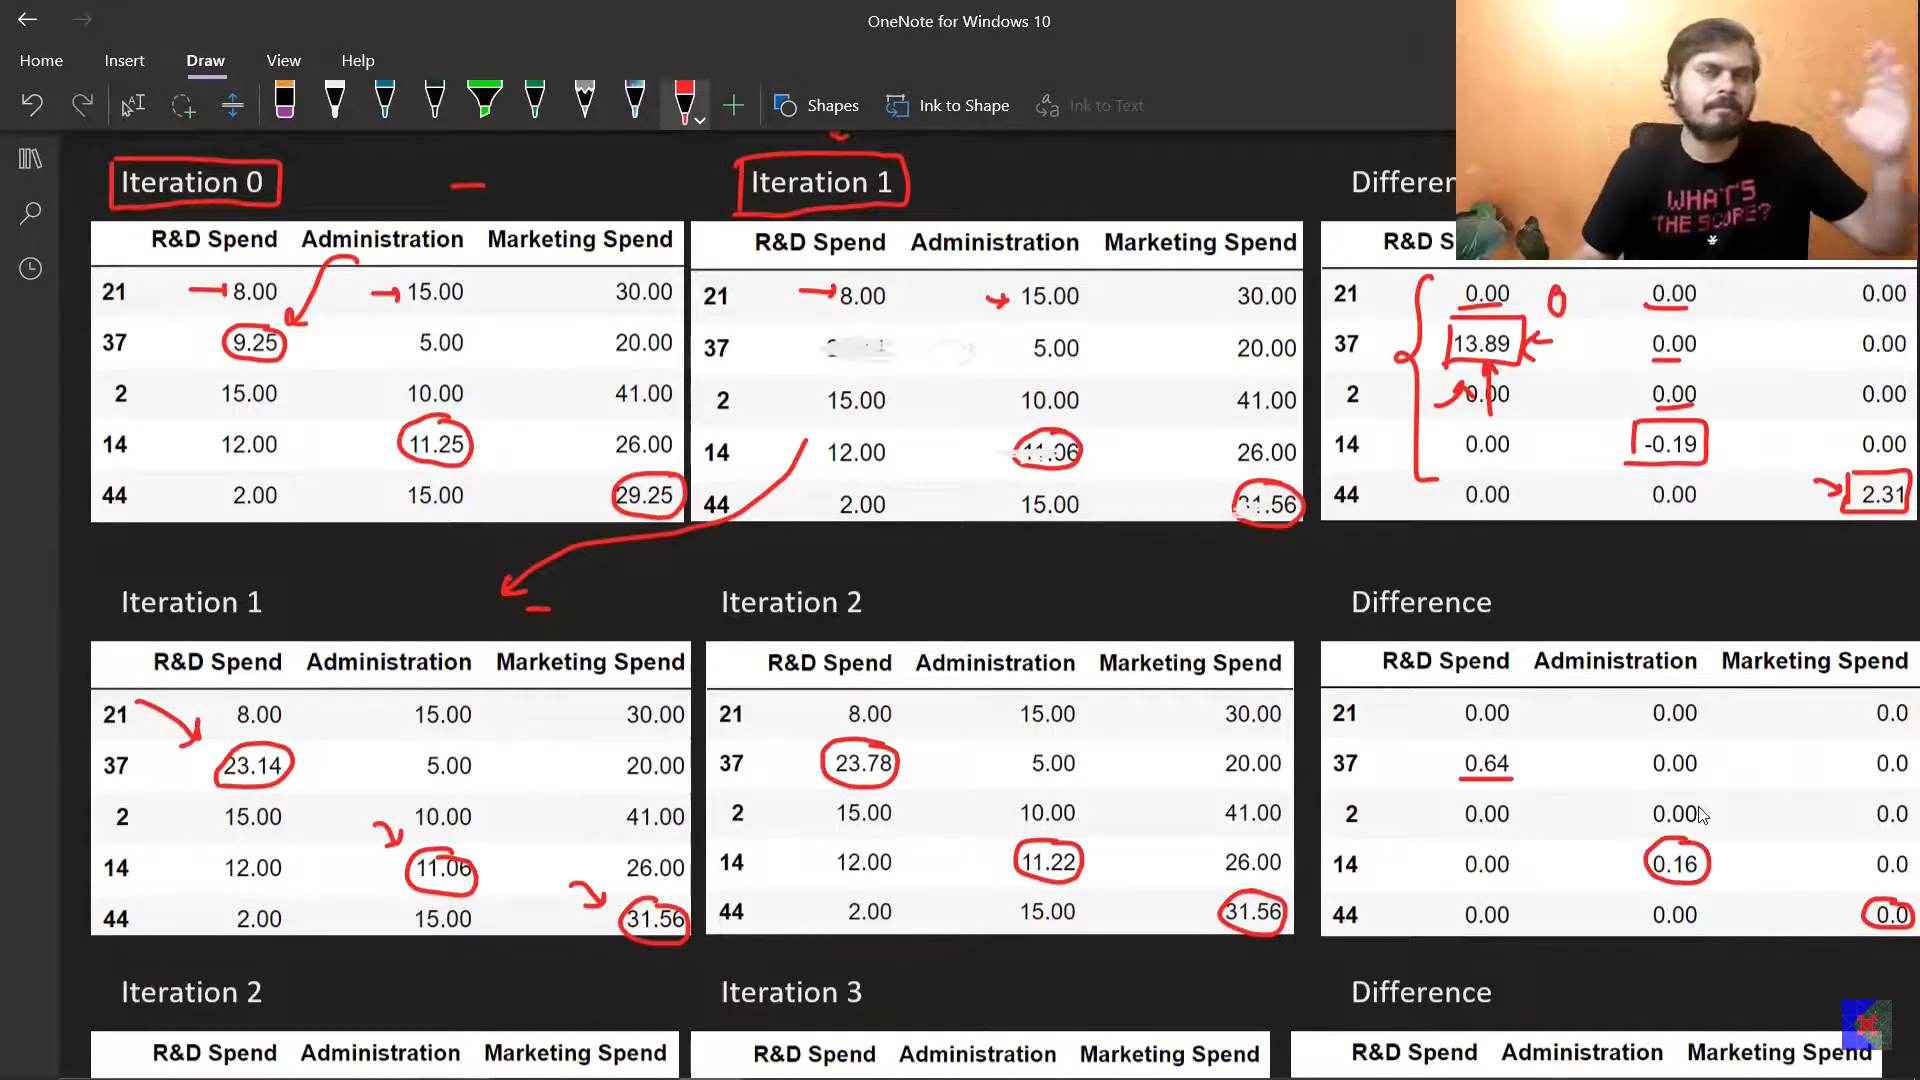 OneNote for Windows 10
Home Insert Draw View Help
Shapes Ink to Shape Ink to Text
WHAT'S
THE SCOPE?
Iteration 0
R&D Spend Administration Marketing Spend
21 8.00 15.00 30.00
37 9.25 5.00 20.00
2 15.00 10.00 41.00
14 12.00 11.25 26.00
44 2.00 15.00 29.25
Iteration 1
R&D Spend Administration Marketing Spend
21 8.00 15.00 30.00
37 5.00 20.00
2 15.00 10.00 41.00
14 12.00 11.06 26.00
44 2.00 15.00 31.56
Differen
R&D S
21 0.00 0 0.00 0.00
37 13.89 0.00 0.00
2 0.00 0.00 0.00
14 0.00 -0.19 0.00
44 0.00 0.00 2.31
Iteration 1
R&D Spend Administration Marketing Spend
21 8.00 15.00 30.00
37 23.14 5.00 20.00
2 15.00 10.00 41.00
14 12.00 11.06 26.00
44 2.00 15.00 31.56
Iteration 2
R&D Spend Administration Marketing Spend
21 8.00 15.00 30.00
37 23.78 5.00 20.00
2 15.00 10.00 41.00
14 12.00 11.22 26.00
44 2.00 15.00 31.56
Difference
R&D Spend Administration Marketing Spend
21 0.00 0.00 0.0
37 0.64 0.00 0.0
2 0.00 0.00 0.0
14 0.00 0.16 0.0
44 0.00 0.00 0.0
Iteration 2
R&D Spend Administration Marketing Spend
Iteration 3
R&D Spend Administration Marketing Spend
Difference
R&D Spend Administration Marketing Spend